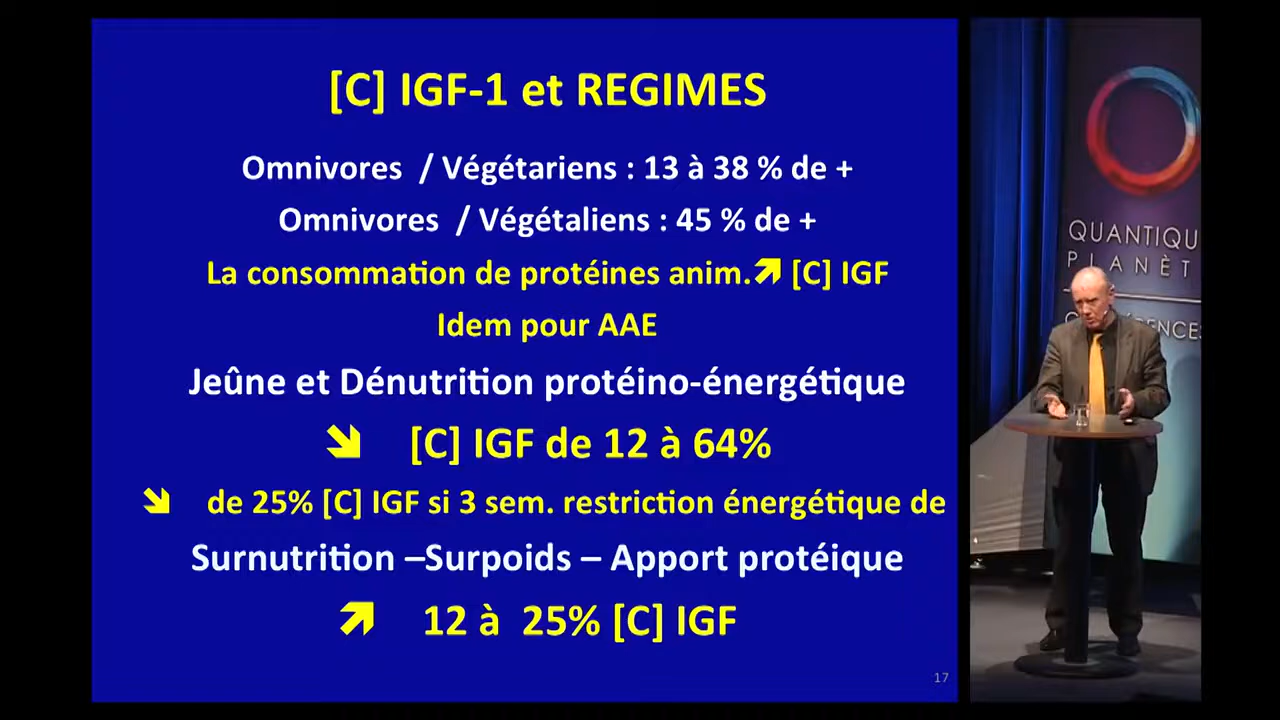 [C] IGF-1 et REGIMES
Omnivores / Végétariens : 13 à 38 % de +
Omnivores / Végétaliens : 45 % de +
La consommation de protéines anim.🡽 [C] IGF
Idem pour AAE
Jeûne et Dénutrition protéino-énergétique
🡾 [C] IGF de 12 à 64%
🡾 de 25% [C] IGF si 3 sem. restriction énergétique de
Surnutrition –Surpoids – Apport protéique
🡽 12 à 25% [C] IGF
17
QUANTIQU
PLANÈT